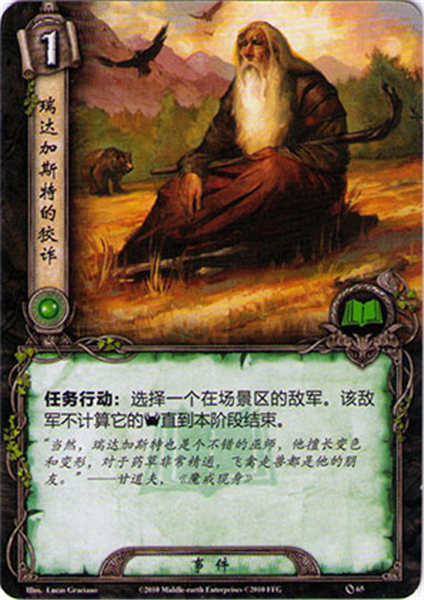 1
瑞达加斯特的狡诈
任务行动：选择一个在场景区的敌军。该敌
军不计算它的直到本阶段结束。
“当然，瑞达加斯特也是个不错的巫师，他擅长变色
和变形，对于药草非常精通，飞禽走兽都是他的朋
友。”——甘道夫，《魔戒现身》
事件
Illus. Lucas Graciano
©2010 Middle-earth Enterprises ©2010 FFG
65